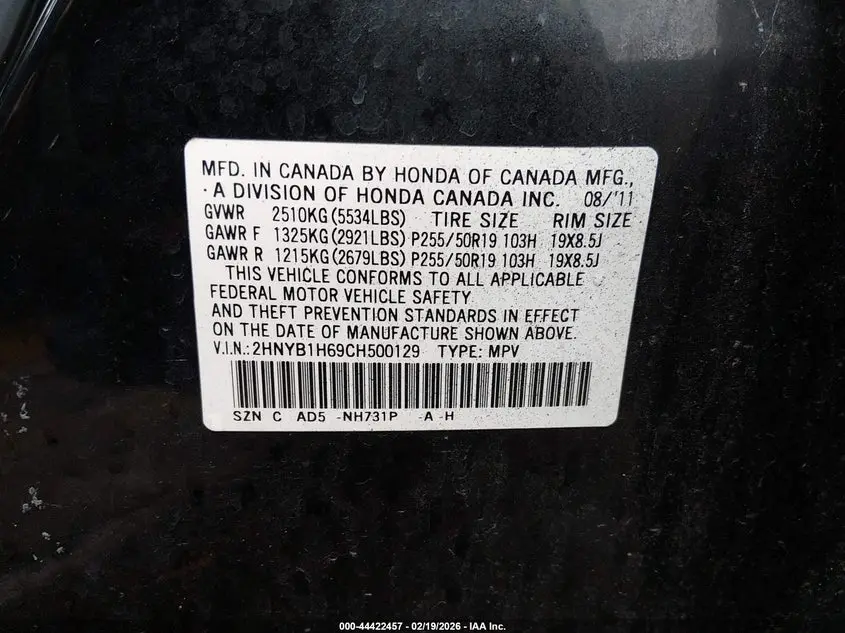 MFD. IN CANADA BY HONDA OF CANADA MFG.,
A DIVISION OF HONDA CANADA INC. 08/'11
GVWR 2510KG (5534LBS) TIRE SIZE RIM SIZE
GAWR F 1325KG (2921LBS) P255/50R19 103H 19X8.5J
GAWR R 1215KG (2679LBS) P255/50R19 103H 19X8.5J
THIS VEHICLE CONFORMS TO ALL APPLICABLE
FEDERAL MOTOR VEHICLE SAFETY
AND THEFT PREVENTION STANDARDS IN EFFECT
ON THE DATE OF MANUFACTURE SHOWN ABOVE.
V.I.N.: 2HNYB1H69CH500129 TYPE: MPV
SZN C AD5 -NH731P -A -H
000-44422457 - 02/19/2026 - IAA Inc.